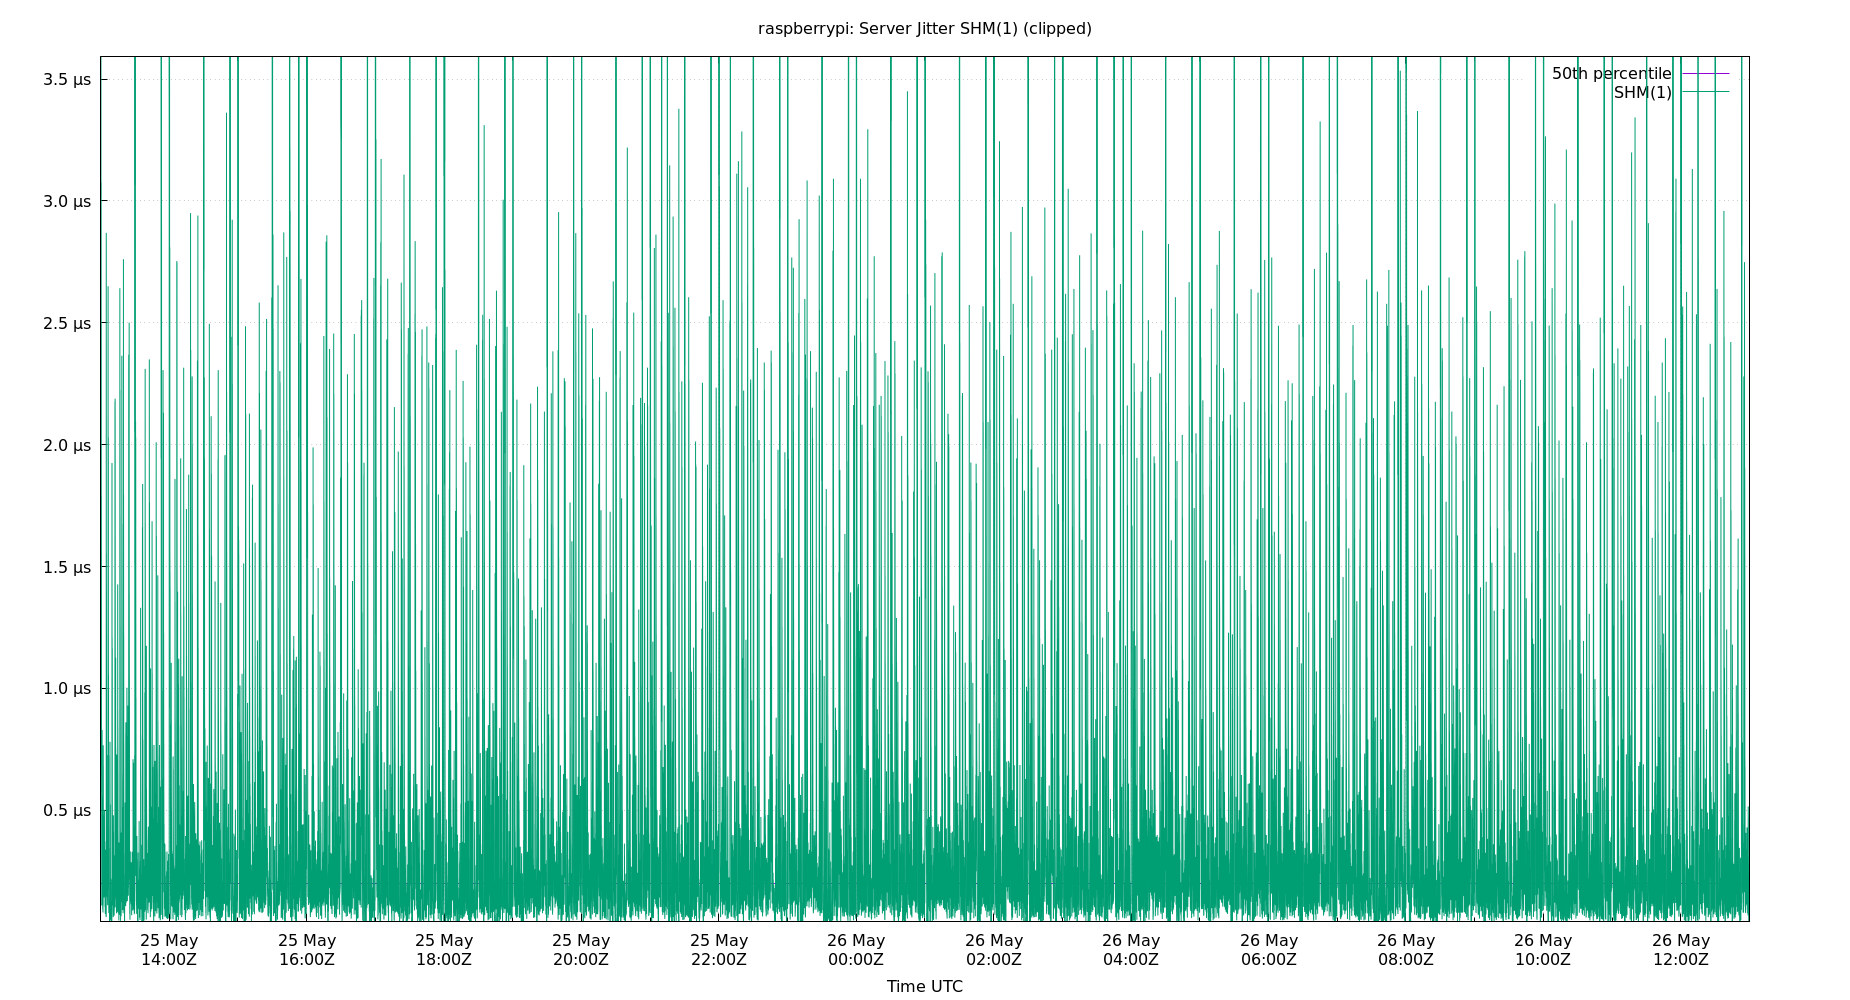 raspberrypi: Server Jitter SHM(1) (clipped)
50th percentile
SHM(1)
3.5 µs
3.0 µs
2.5 µs
2.0 µs
1.5 µs
1.0 µs
0.5 µs
25 May 25 May 25 May 25 May 25 May 26 May 26 May 26 May 26 May 26 May 26 May 26 May
14:00Z 16:00Z 18:00Z 20:00Z 22:00Z 00:00Z 02:00Z 04:00Z 06:00Z 08:00Z 10:00Z 12:00Z
Time UTC